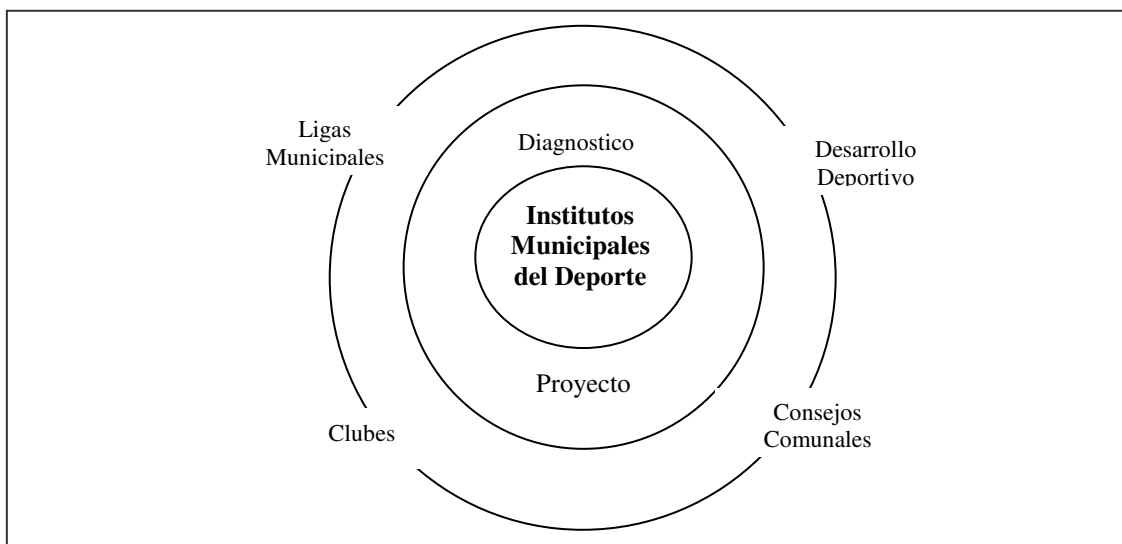 Ligas
Municipales
Diagnostico
Desarrollo
Deportivo
Institutos
Municipales
del Deporte
Proyecto
Clubes
Consejos
Comunales